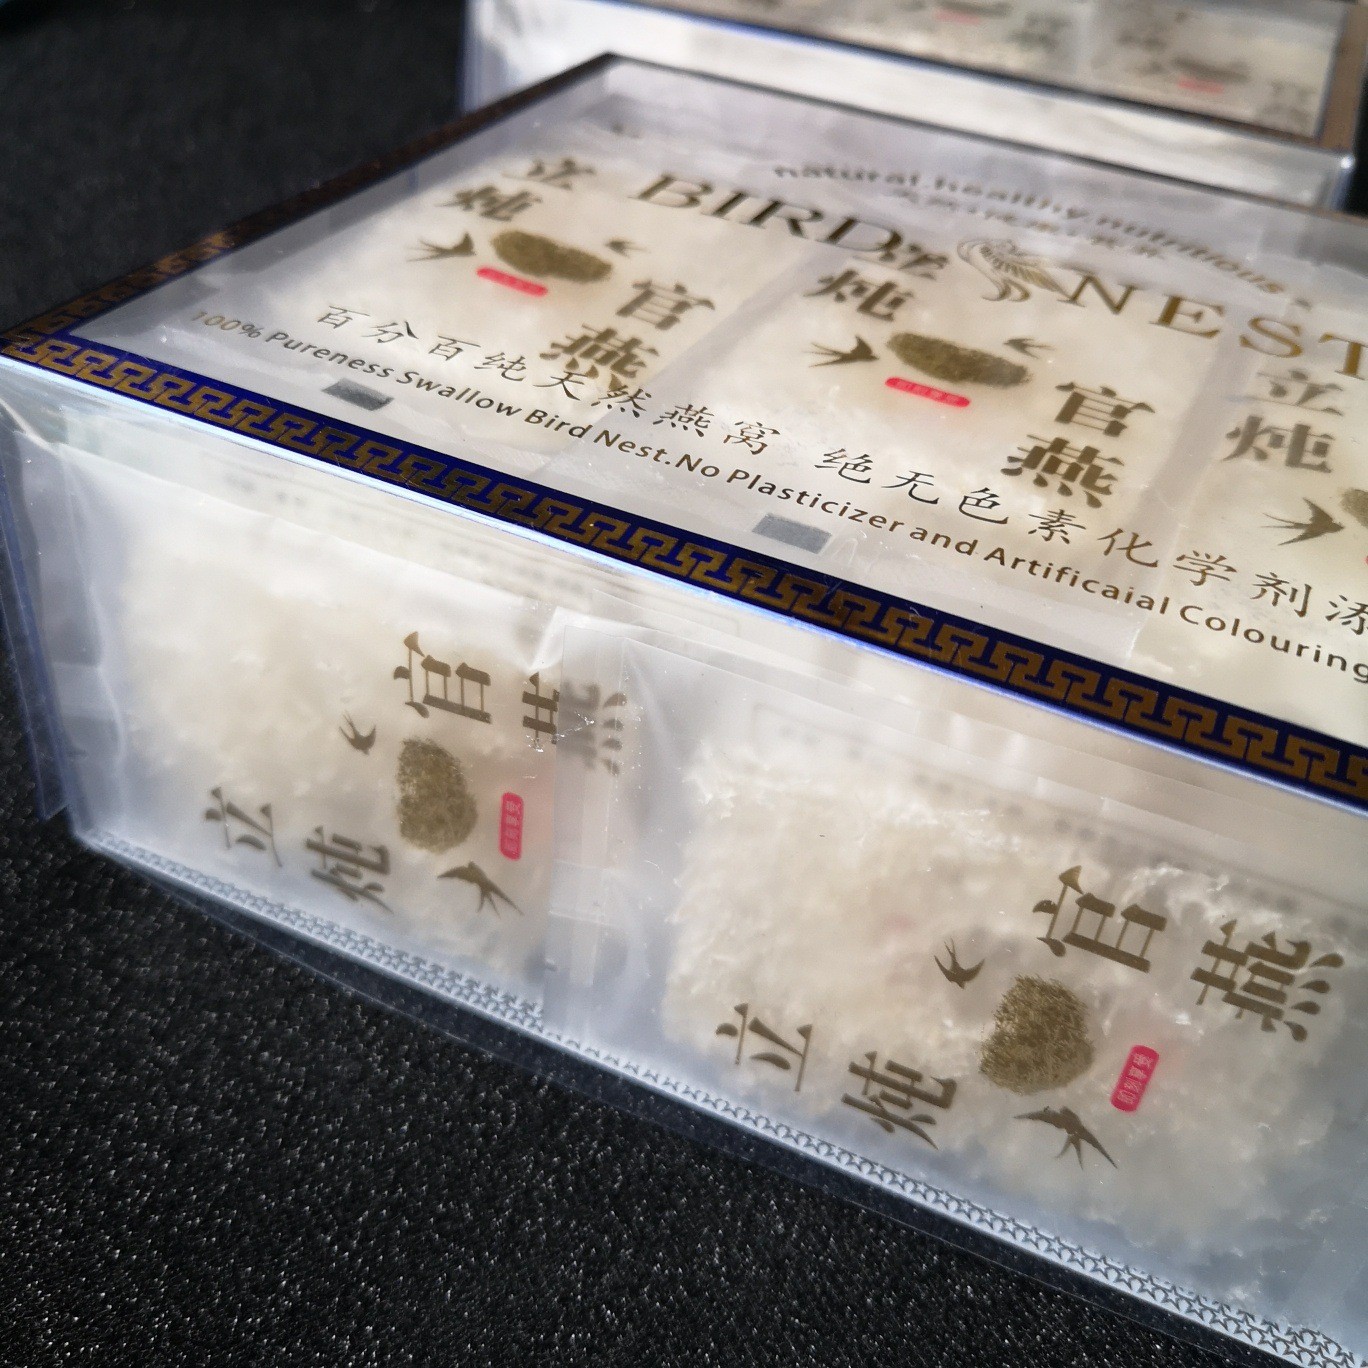 natural.healthy.nutritious
BIRD NEST
立炖
官燕
立炖
官燕
立炖
百分百纯天然燕窝 绝无色素化学剂添
100% Pureness Swallow Bird Nest.No Plasticizer and Artificaial Colouring
官燕
立炖
官燕
立炖